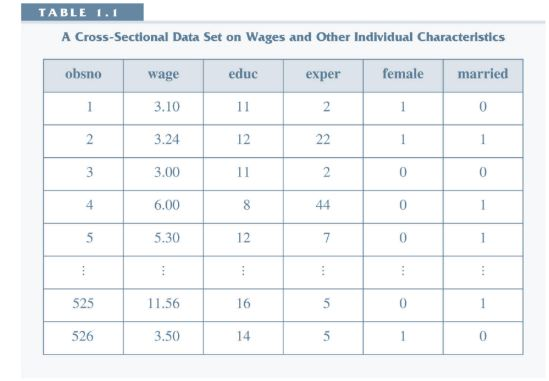 TABLE 1.1
A Cross-Sectional Data Set on Wages and Other Individual Characteristics
obsno wage educ exper female married
1 3.10 11 2 1 0
2 3.24 12 22 1 1
3 3.00 11 2 0 0
4 6.00 8 44 0 1
5 5.30 12 7 0 1
⋮ ⋮ ⋮ ⋮ ⋮ ⋮
525 11.56 16 5 0 1
526 3.50 14 5 1 0